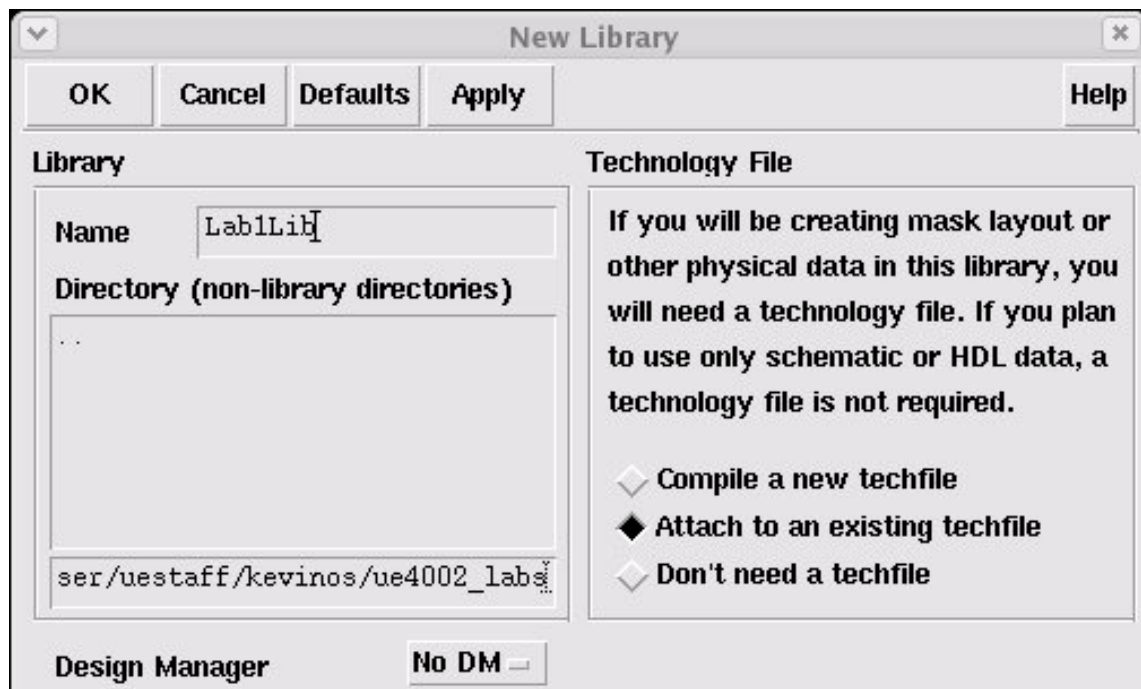 New Library
OK Cancel Defaults Apply Help
Library
Name Lab1Lib
Directory (non-library directories)
..
ser/uestaff/kevinos/ue4002_labs
Technology File
If you will be creating mask layout or
other physical data in this library, you
will need a technology file. If you plan
to use only schematic or HDL data, a
technology file is not required.
Compile a new techfile
Attach to an existing techfile
Don't need a techfile
Design Manager No DM